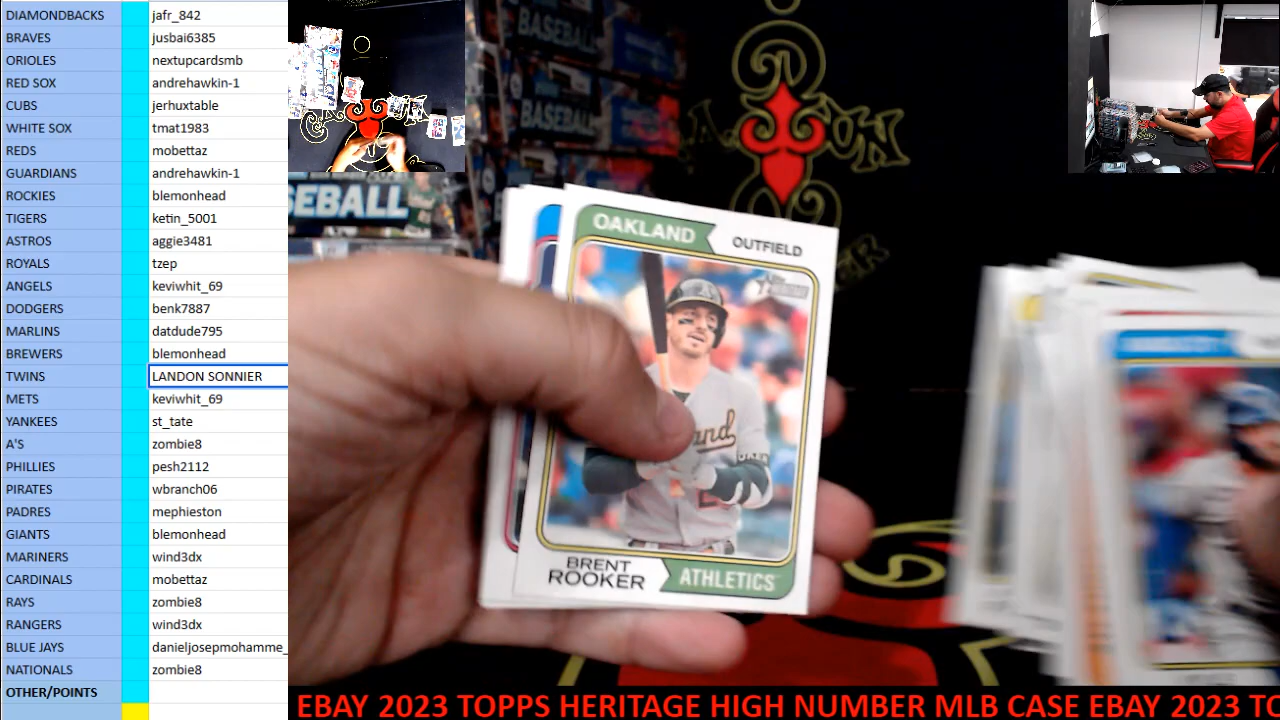 DIAMONDBACKS jafr_842
BRAVES jusbai6385
ORIOLES nextupcardsmb
RED SOX andrehawkin-1
CUBS jerhuxtable
WHITE SOX tmat1983
REDS mobettaz
GUARDIANS andrehawkin-1
ROCKIES blemonhead
TIGERS ketin_5001
ASTROS aggie3481
ROYALS tzep
ANGELS keviwhit_69
DODGERS benk7887
MARLINS datdude795
BREWERS blemonhead
TWINS LANDON SONNIER
METS keviwhit_69
YANKEES st_tate
A'S zombie8
PHILLIES pesh2112
PIRATES wbranch06
PADRES mephieston
GIANTS blemonhead
MARINERS wind3dx
CARDINALS mobettaz
RAYS zombie8
RANGERS wind3dx
BLUE JAYS danieljosepmohamme_
NATIONALS zombie8
OTHER/POINTS
BASEBALL
EBALL
OAKLAND
OUTFIELD
BRENT
ROOKER
ATHLETICS
EBAY 2023 TOPPS HERITAGE HIGH NUMBER MLB CASE EBAY 2023 TO